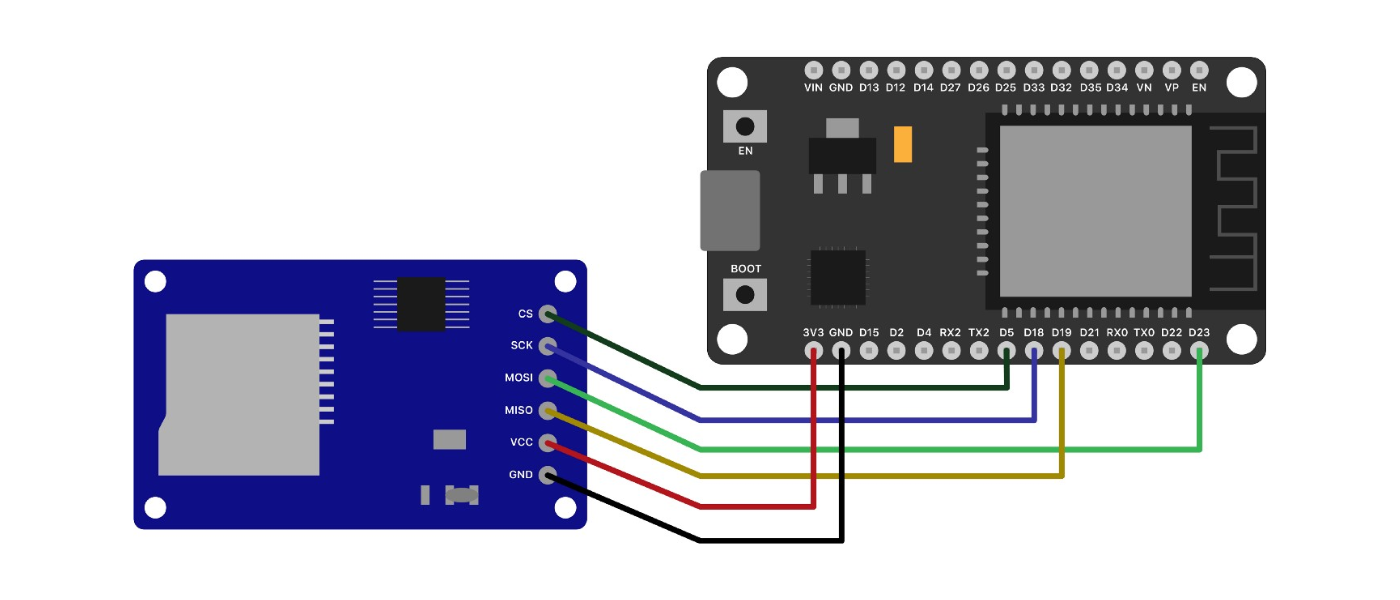 VIN GND D13 D12 D14 D27 D26 D25 D33 D32 D35 D34 VN VP EN
EN
BOOT
3V3 GND D15 D2 D4 RX2 TX2 D5 D18 D19 D21 RX0 TX0 D22 D23
CS
SCK
MOSI
MISO
VCC
GND